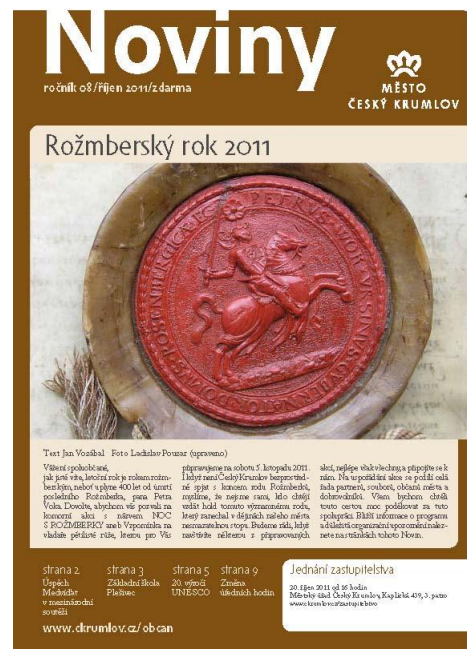 Noviny
ročník 08/říjen 2011/zdarma
MĚSTO
ČESKÝ KRUMLOV
Rožmberský rok 2011
Text Jan Vozábal Foto Ladislav Pouzar (upraveno)
Vážení spoluobčané,
jak jistě víte, letošní rok je rokem rožm-
berským, neboť uplyne 400 let od úmrtí
posledního Rožmberka, pana Petra
Voka. Dovolte, abychom vás pozvali na
komorní akci s názvem NOC
S ROŽMBERKY aneb Vzpomínka na
vladaře pětilisté růže, kterou pro Vás
připravujeme na sobotu 5. listopadu 2011.
I když není Český Krumlov bezprostřed-
ně spjat s koncem rodu Rožmberků,
myslíme, že nejsme sami, kdo chtějí
vzdát hold tomuto významnému rodu,
který zanechal v dějinách našeho města
nesmazatelnou stopu. Budeme rádi, když
navštívíte některou z připravovaných
akcí, nejlépe však všechny, a připojíte se k
nám. Na uspořádání akce se podílí celá
řada partnerů, souborů, občanů města a
dobrovolníků. Všem bychom chtěli
touto cestou moc poděkovat za tuto
spolupráci. Bližší informace o programu
a důležitá organizační upozornění nalez-
nete na stránkách tohoto Novin.
strana 2
Úspěch
Medvíďat
v mezinárodní
soutěži
strana 3
Základní škola
Plešivec
strana 5
20. výročí
UNESCO
strana 9
Změna
úředních hodin
www.ckrumlov.cz/obcan
Jednání zastupitelstva
20. říjen 2011 od 16 hodin
Městský úřad Český Krumlov, Kaplická 439, 3. patro
www.ckrumlov.cz/zastupitelstvo